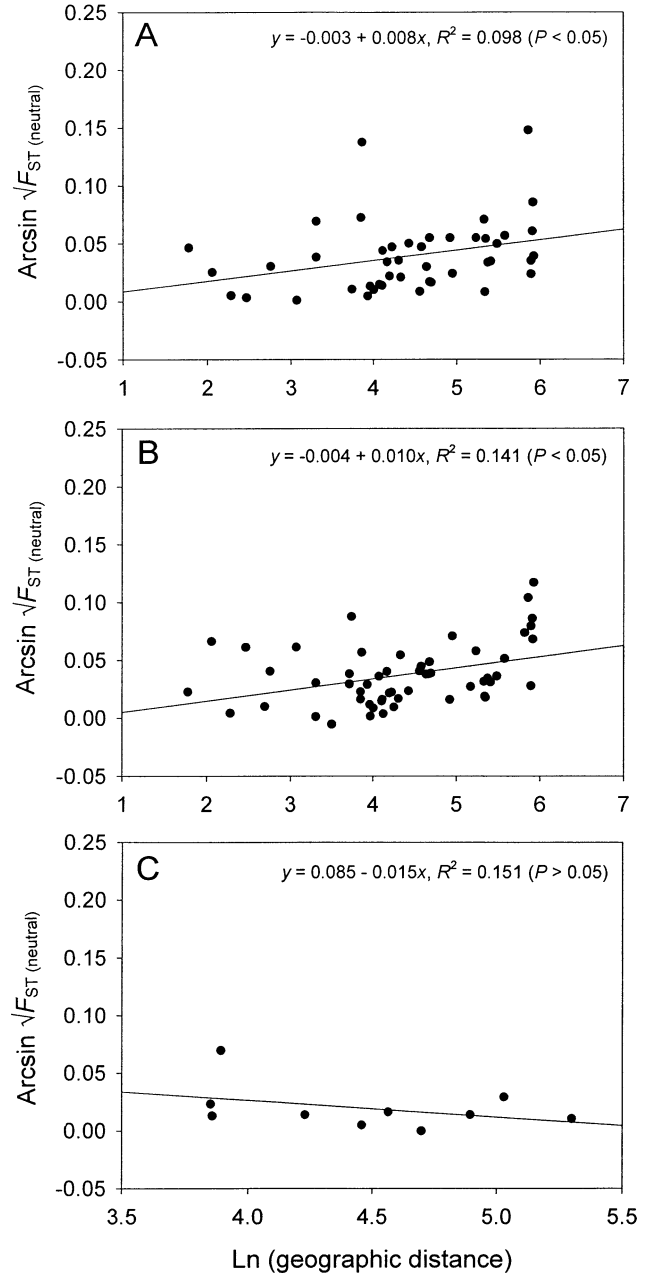 A
y = -0.003 + 0.008x, R² = 0.098 (P < 0.05)
0.25
0.20
0.15
0.10
0.05
0.00
-0.05
Arcsin √FST (neutral)
1 2 3 4 5 6 7
B
y = -0.004 + 0.010x, R² = 0.141 (P < 0.05)
0.25
0.20
0.15
0.10
0.05
0.00
-0.05
Arcsin √FST (neutral)
1 2 3 4 5 6 7
C
y = 0.085 - 0.015x, R² = 0.151 (P > 0.05)
0.25
0.20
0.15
0.10
0.05
0.00
-0.05
Arcsin √FST (neutral)
3.5 4.0 4.5 5.0 5.5
Ln (geographic distance)